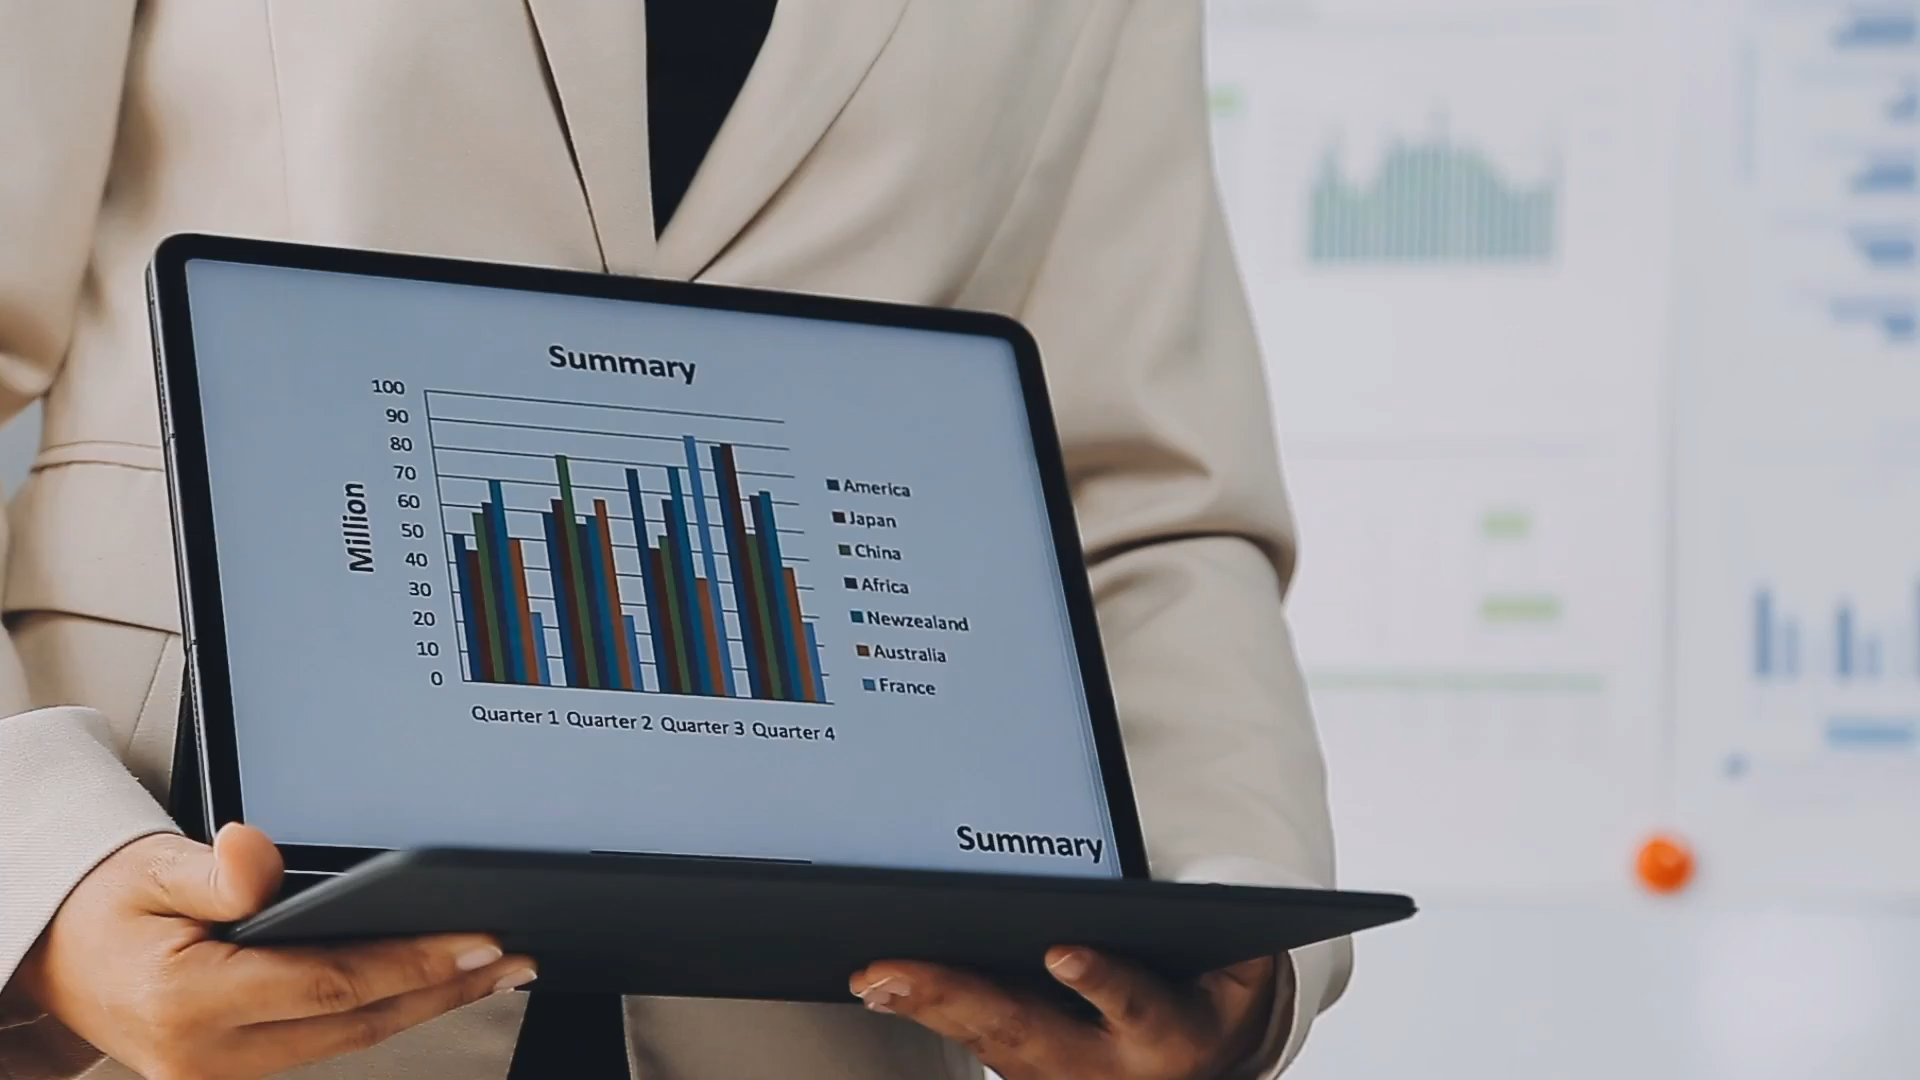 Summary
100
90
80
70
60
50
40
30
20
10
0
Million
America
Japan
China
Africa
Newzealand
Australia
France
Quarter 1 Quarter 2 Quarter 3 Quarter 4
Summary